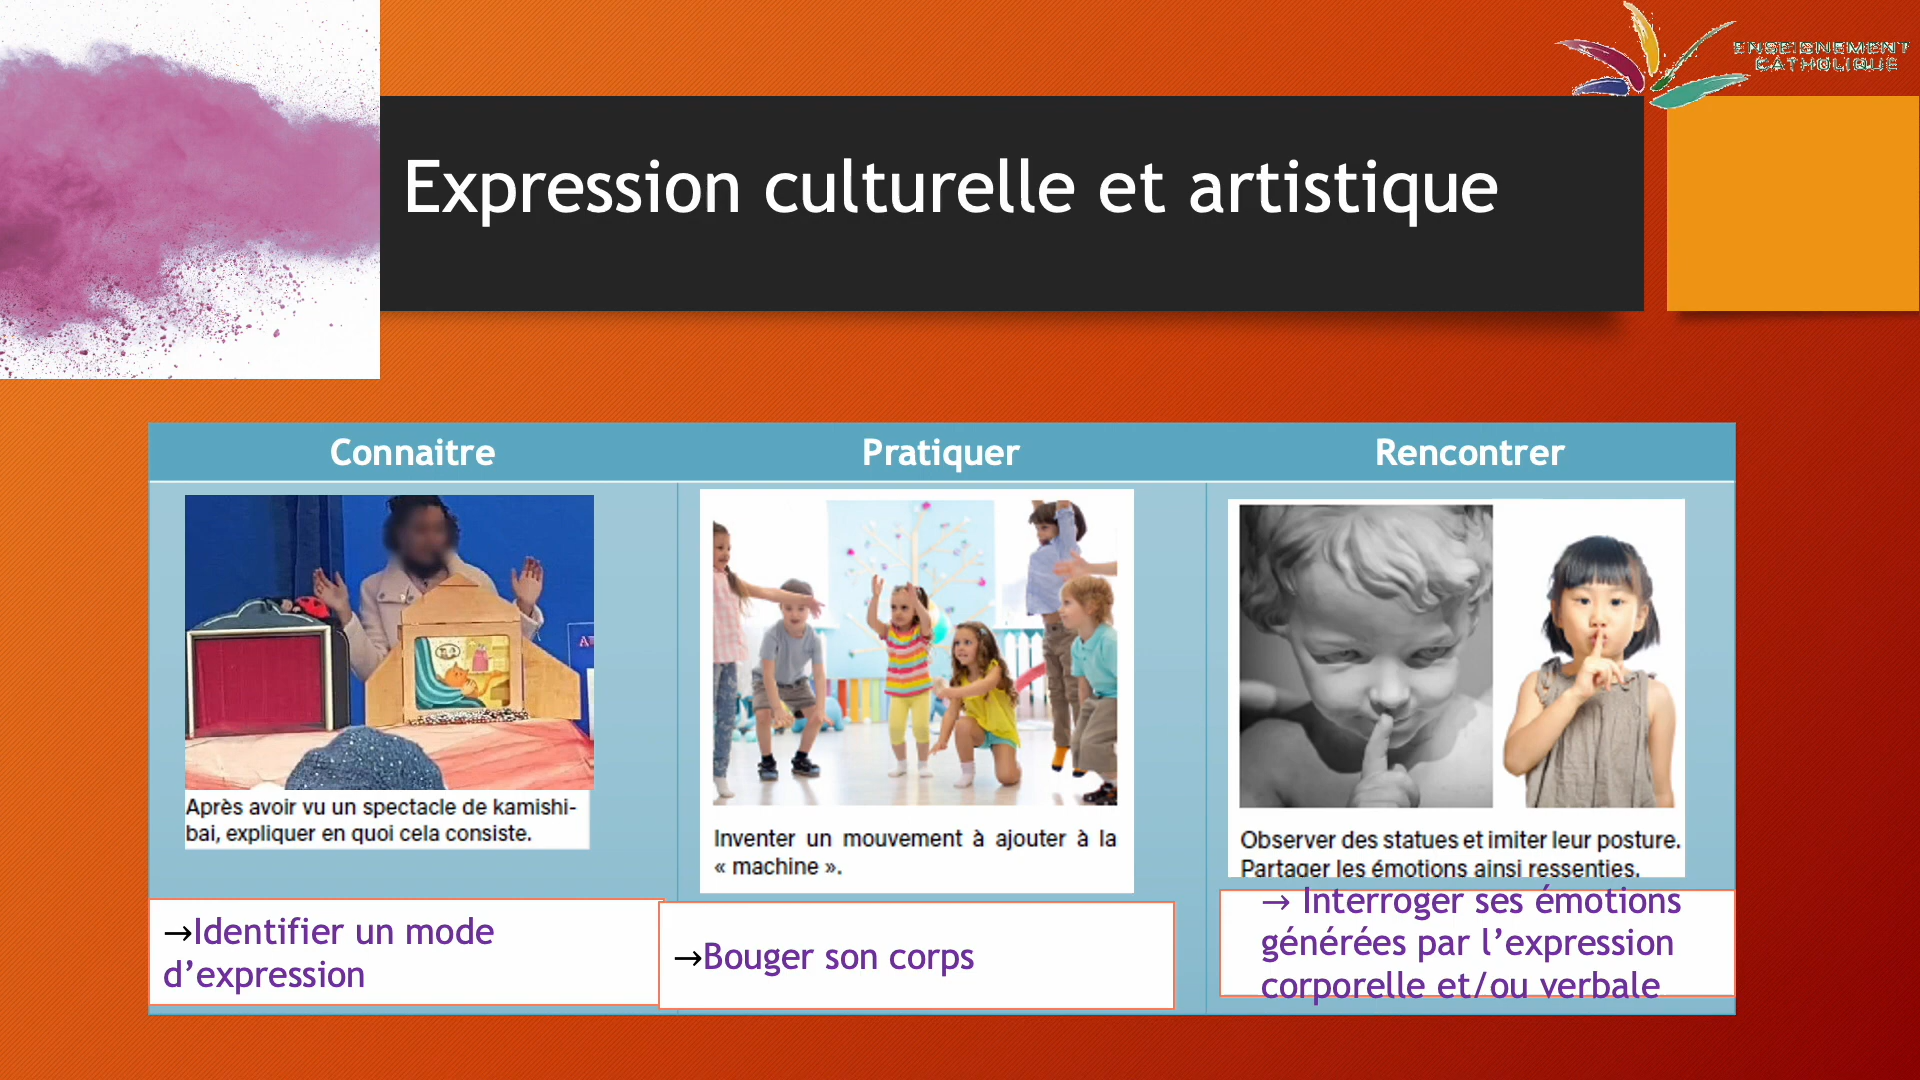 ENSEIGNEMENT
CATHOLIQUE
Expression culturelle et artistique
Connaitre
Pratiquer
Rencontrer
Après avoir vu un spectacle de kamishi-
bai, expliquer en quoi cela consiste.
Inventer un mouvement à ajouter à la
« machine ».
Observer des statues et imiter leur posture.
Partager les émotions ainsi ressenties.
→Identifier un mode
d’expression
→Bouger son corps
→ Interroger ses émotions
générées par l’expression
corporelle et/ou verbale